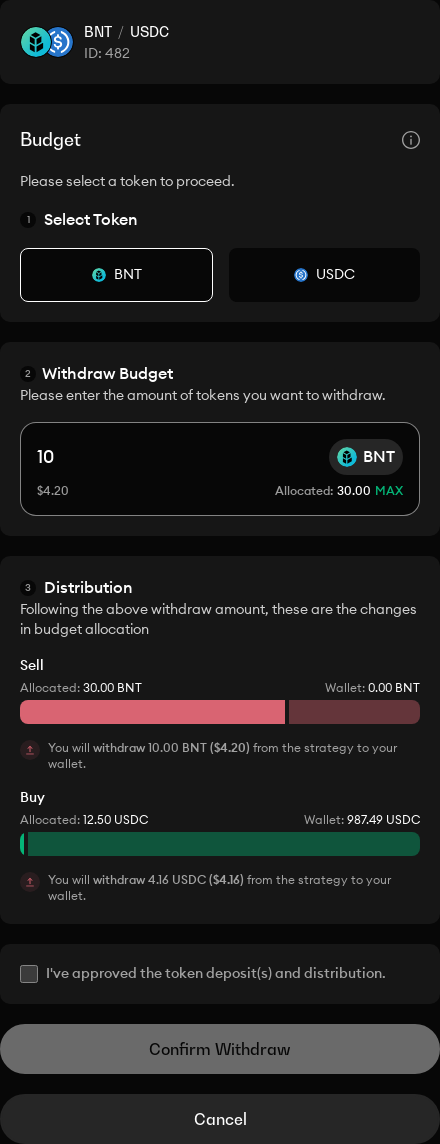 BNT / USDC
ID: 482
Budget
Please select a token to proceed.
1 Select Token
BNT USDC
2 Withdraw Budget
Please enter the amount of tokens you want to withdraw.
10 BNT
$4.20 Allocated: 30.00 MAX
3 Distribution
Following the above withdraw amount, these are the changes
in budget allocation
Sell
Allocated: 30.00 BNT Wallet: 0.00 BNT
You will withdraw 10.00 BNT ($4.20) from the strategy to your
wallet.
Buy
Allocated: 12.50 USDC Wallet: 987.49 USDC
You will withdraw 4.16 USDC ($4.16) from the strategy to your
wallet.
I've approved the token deposit(s) and distribution.
Confirm Withdraw
Cancel